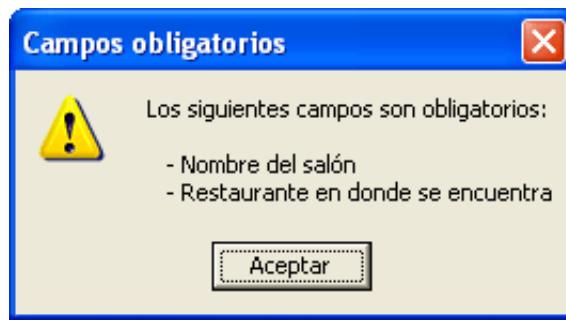 Campos obligatorios
Los siguientes campos son obligatorios:
- Nombre del salón
- Restaurante en donde se encuentra
Aceptar